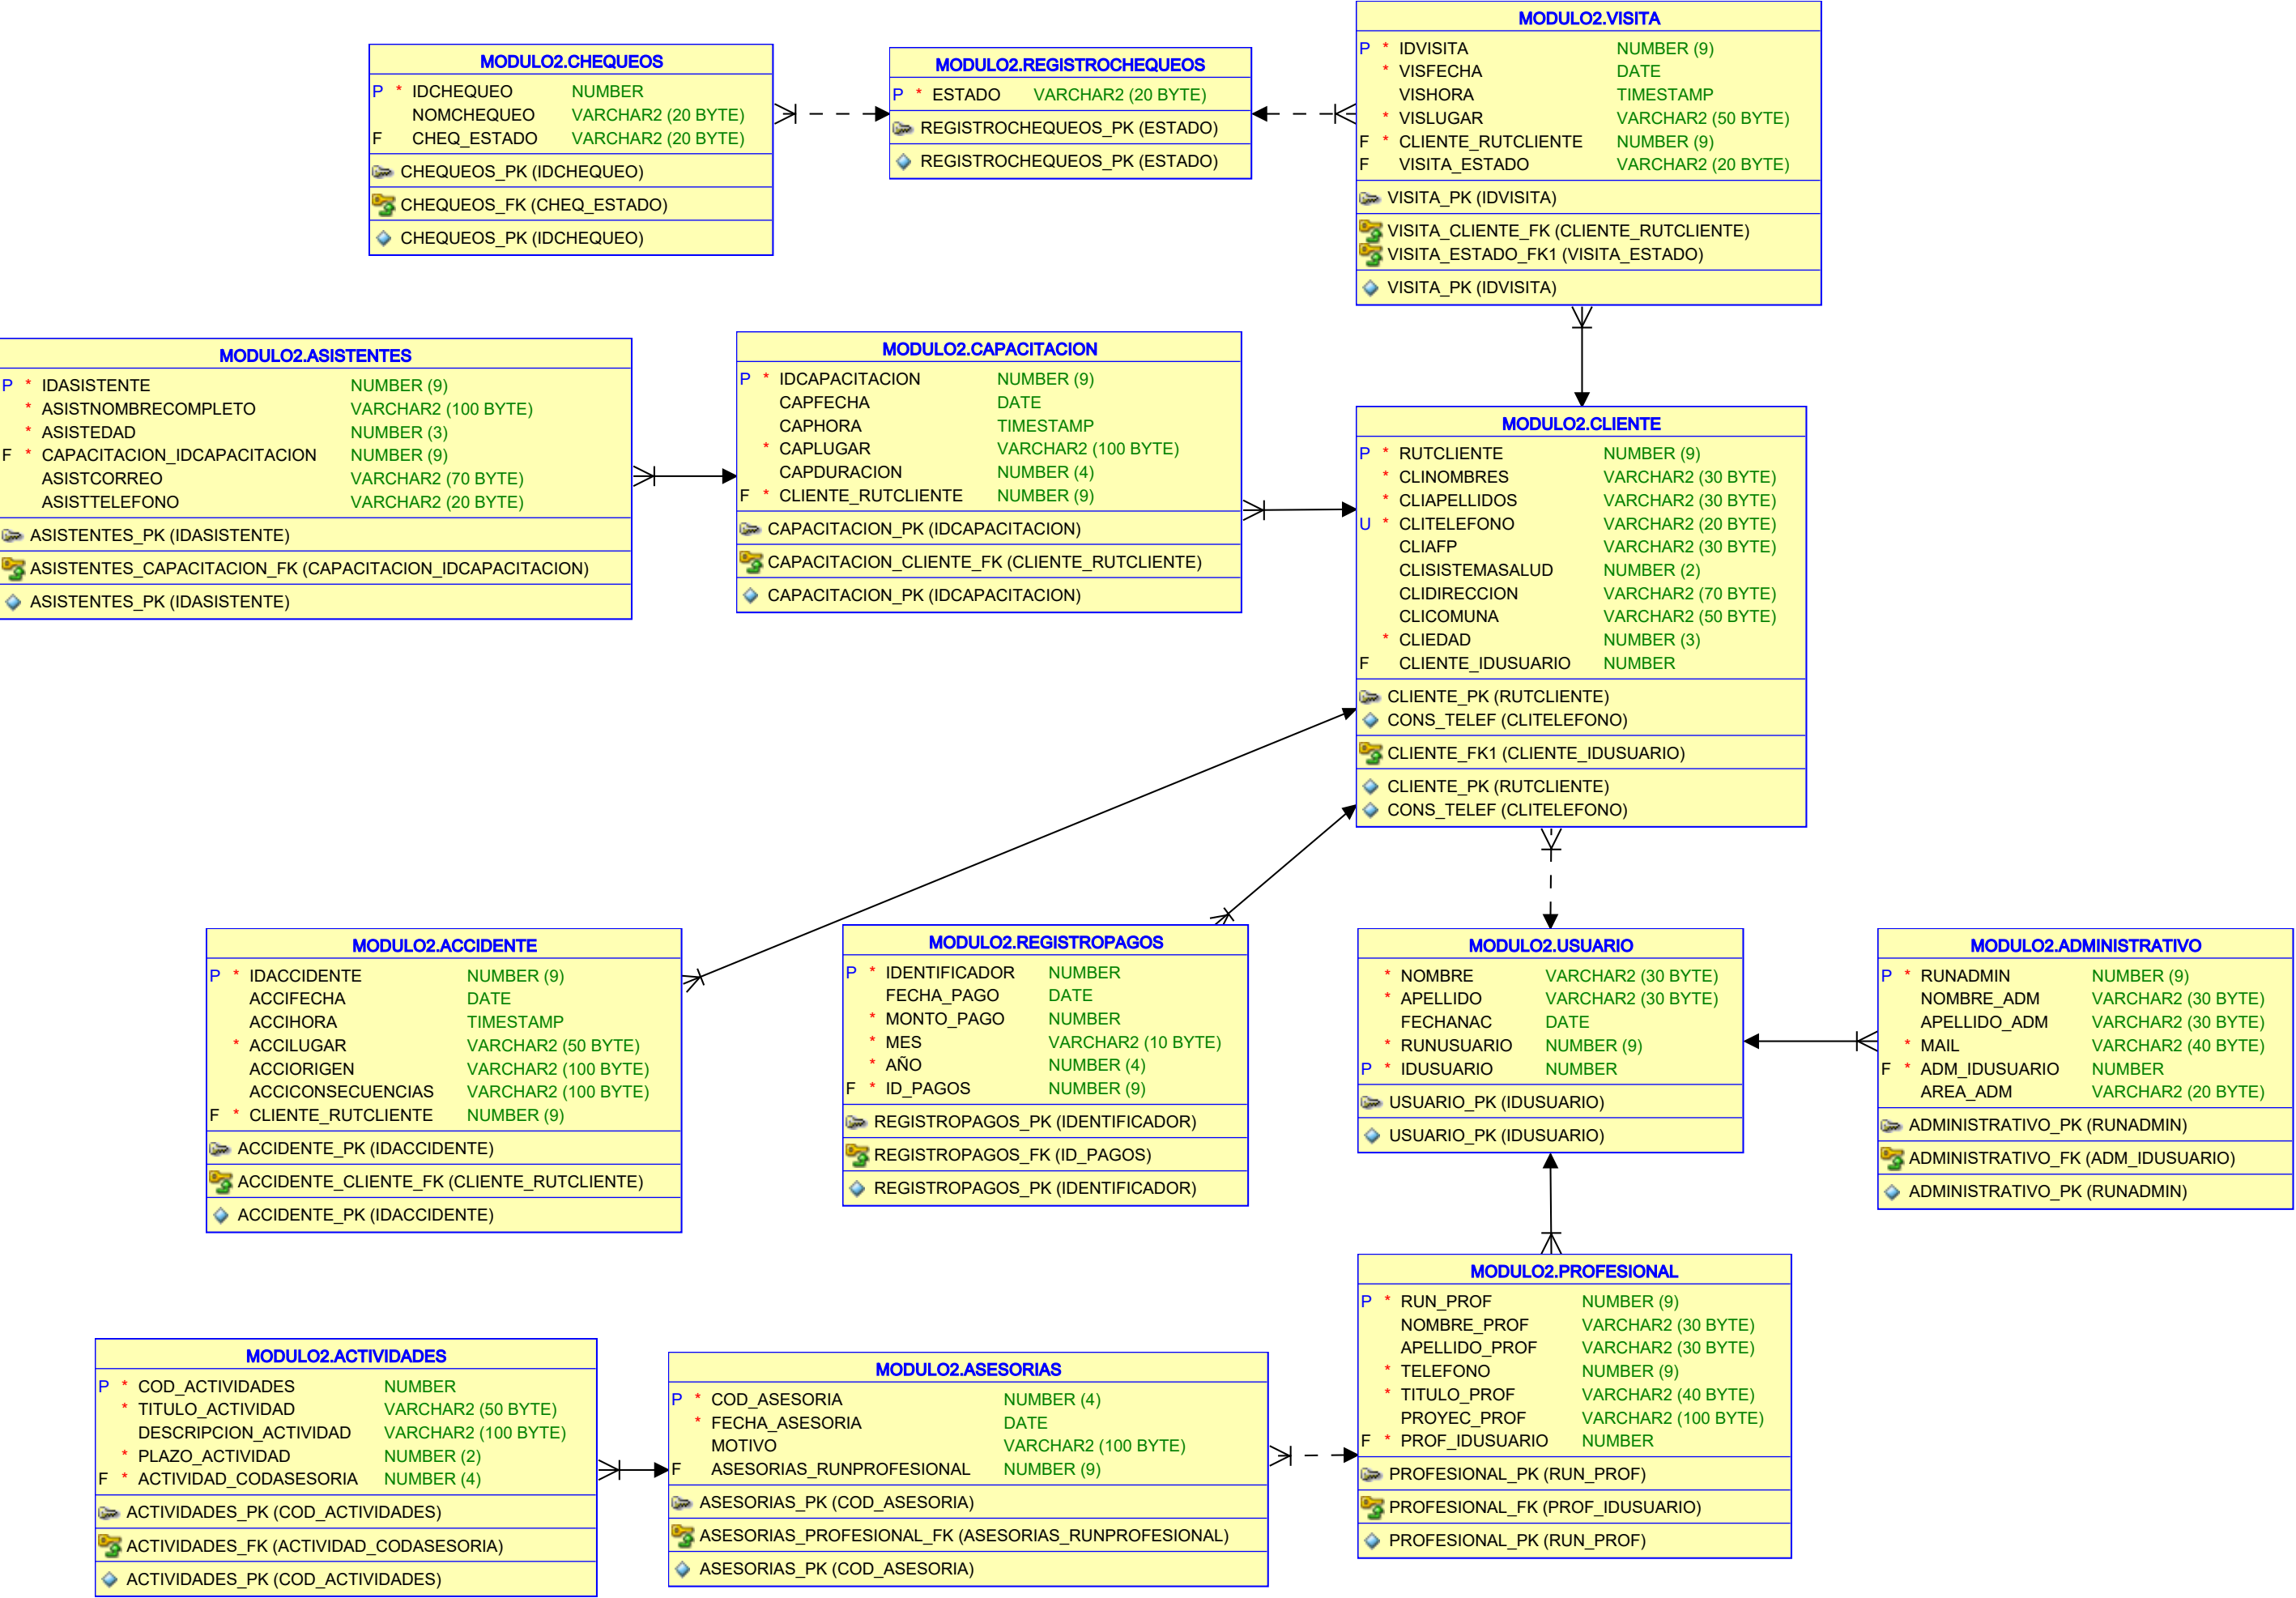 MODULO2.CHEQUEOS
P * IDCHEQUEO NUMBER
NOMCHEQUEO VARCHAR2 (20 BYTE)
F CHEQ_ESTADO VARCHAR2 (20 BYTE)
CHEQUEOS_PK (IDCHEQUEO)
CHEQUEOS_FK (CHEQ_ESTADO)
CHEQUEOS_PK (IDCHEQUEO)
MODULO2.REGISTROCHEQUEOS
P * ESTADO VARCHAR2 (20 BYTE)
REGISTROCHEQUEOS_PK (ESTADO)
REGISTROCHEQUEOS_PK (ESTADO)
MODULO2.VISITA
P * IDVISITA NUMBER (9)
* VISFECHA DATE
VISHORA TIMESTAMP
* VISLUGAR VARCHAR2 (50 BYTE)
F * CLIENTE_RUTCLIENTE NUMBER (9)
F VISITA_ESTADO VARCHAR2 (20 BYTE)
VISITA_PK (IDVISITA)
VISITA_CLIENTE_FK (CLIENTE_RUTCLIENTE)
VISITA_ESTADO_FK1 (VISITA_ESTADO)
VISITA_PK (IDVISITA)
MODULO2.ASISTENTES
P * IDASISTENTE NUMBER (9)
* ASISTNOMBRECOMPLETO VARCHAR2 (100 BYTE)
* ASISTEDAD NUMBER (3)
F * CAPACITACION_IDCAPACITACION NUMBER (9)
ASISTCORREO VARCHAR2 (70 BYTE)
ASISTTELEFONO VARCHAR2 (20 BYTE)
ASISTENTES_PK (IDASISTENTE)
ASISTENTES_CAPACITACION_FK (CAPACITACION_IDCAPACITACION)
ASISTENTES_PK (IDASISTENTE)
MODULO2.CAPACITACION
P * IDCAPACITACION NUMBER (9)
CAPFECHA DATE
CAPHORA TIMESTAMP
* CAPLUGAR VARCHAR2 (100 BYTE)
CAPDURACION NUMBER (4)
F * CLIENTE_RUTCLIENTE NUMBER (9)
CAPACITACION_PK (IDCAPACITACION)
CAPACITACION_CLIENTE_FK (CLIENTE_RUTCLIENTE)
CAPACITACION_PK (IDCAPACITACION)
MODULO2.CLIENTE
P * RUTCLIENTE NUMBER (9)
* CLINOMBRES VARCHAR2 (30 BYTE)
* CLIAPELLIDOS VARCHAR2 (30 BYTE)
U * CLITELEFONO VARCHAR2 (20 BYTE)
CLIAFP VARCHAR2 (30 BYTE)
CLISISTEMASALUD NUMBER (2)
CLIDIRECCION VARCHAR2 (70 BYTE)
CLICOMUNA VARCHAR2 (50 BYTE)
* CLIEDAD NUMBER (3)
F CLIENTE_IDUSUARIO NUMBER
CLIENTE_PK (RUTCLIENTE)
CONS_TELEF (CLITELEFONO)
CLIENTE_FK1 (CLIENTE_IDUSUARIO)
CLIENTE_PK (RUTCLIENTE)
CONS_TELEF (CLITELEFONO)
MODULO2.ACCIDENTE
P * IDACCIDENTE NUMBER (9)
ACCIFECHA DATE
ACCIHORA TIMESTAMP
* ACCILUGAR VARCHAR2 (50 BYTE)
ACCIORIGEN VARCHAR2 (100 BYTE)
ACCICONSECUENCIAS VARCHAR2 (100 BYTE)
F * CLIENTE_RUTCLIENTE NUMBER (9)
ACCIDENTE_PK (IDACCIDENTE)
ACCIDENTE_CLIENTE_FK (CLIENTE_RUTCLIENTE)
ACCIDENTE_PK (IDACCIDENTE)
MODULO2.REGISTROPAGOS
P * IDENTIFICADOR NUMBER
FECHA_PAGO DATE
* MONTO_PAGO NUMBER
* MES VARCHAR2 (10 BYTE)
* AÑO NUMBER (4)
F * ID_PAGOS NUMBER (9)
REGISTROPAGOS_PK (IDENTIFICADOR)
REGISTROPAGOS_FK (ID_PAGOS)
REGISTROPAGOS_PK (IDENTIFICADOR)
MODULO2.USUARIO
* NOMBRE VARCHAR2 (30 BYTE)
* APELLIDO VARCHAR2 (30 BYTE)
FECHANAC DATE
* RUNUSUARIO NUMBER (9)
P * IDUSUARIO NUMBER
USUARIO_PK (IDUSUARIO)
USUARIO_PK (IDUSUARIO)
MODULO2.ADMINISTRATIVO
P * RUNADMIN NUMBER (9)
NOMBRE_ADM VARCHAR2 (30 BYTE)
APELLIDO_ADM VARCHAR2 (30 BYTE)
* MAIL VARCHAR2 (40 BYTE)
F * ADM_IDUSUARIO NUMBER
AREA_ADM VARCHAR2 (20 BYTE)
ADMINISTRATIVO_PK (RUNADMIN)
ADMINISTRATIVO_FK (ADM_IDUSUARIO)
ADMINISTRATIVO_PK (RUNADMIN)
MODULO2.ACTIVIDADES
P * COD_ACTIVIDADES NUMBER
* TITULO_ACTIVIDAD VARCHAR2 (50 BYTE)
DESCRIPCION_ACTIVIDAD VARCHAR2 (100 BYTE)
* PLAZO_ACTIVIDAD NUMBER (2)
F * ACTIVIDAD_CODASESORIA NUMBER (4)
ACTIVIDADES_PK (COD_ACTIVIDADES)
ACTIVIDADES_FK (ACTIVIDAD_CODASESORIA)
ACTIVIDADES_PK (COD_ACTIVIDADES)
MODULO2.ASESORIAS
P * COD_ASESORIA NUMBER (4)
* FECHA_ASESORIA DATE
MOTIVO VARCHAR2 (100 BYTE)
F ASESORIAS_RUNPROFESIONAL NUMBER (9)
ASESORIAS_PK (COD_ASESORIA)
ASESORIAS_PROFESIONAL_FK (ASESORIAS_RUNPROFESIONAL)
ASESORIAS_PK (COD_ASESORIA)
MODULO2.PROFESIONAL
P * RUN_PROF NUMBER (9)
NOMBRE_PROF VARCHAR2 (30 BYTE)
APELLIDO_PROF VARCHAR2 (30 BYTE)
* TELEFONO NUMBER (9)
* TITULO_PROF VARCHAR2 (40 BYTE)
PROYEC_PROF VARCHAR2 (100 BYTE)
F * PROF_IDUSUARIO NUMBER
PROFESIONAL_PK (RUN_PROF)
PROFESIONAL_FK (PROF_IDUSUARIO)
PROFESIONAL_PK (RUN_PROF)